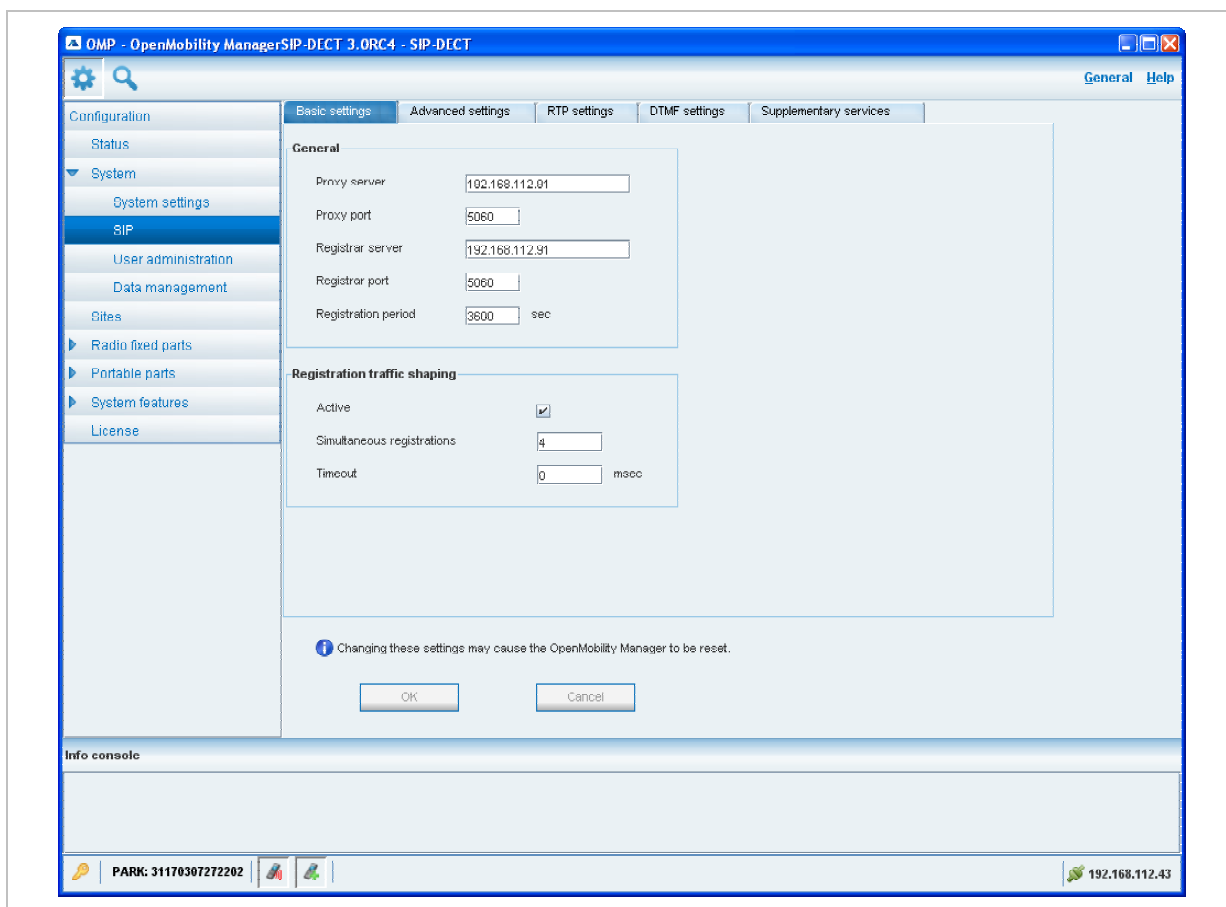 OMP - OpenMobility ManagerSIP-DECT 3.0RC4 - SIP-DECT
General Help
Configuration
Status
System
System settings
SIP
User administration
Data management
Sites
Radio fixed parts
Portable parts
System features
License
Basic settings Advanced settings RTP settings DTMF settings Supplementary services
General
Proxy server 192.168.112.91
Proxy port 5060
Registrar server 192.168.112.91
Registrar port 5060
Registration period 3600 sec
Registration traffic shaping
Active
Simultaneous registrations 4
Timeout 0 msec
Changing these settings may cause the OpenMobility Manager to be reset.
OK Cancel
Info console
PARK: 31170307272202
192.168.112.43